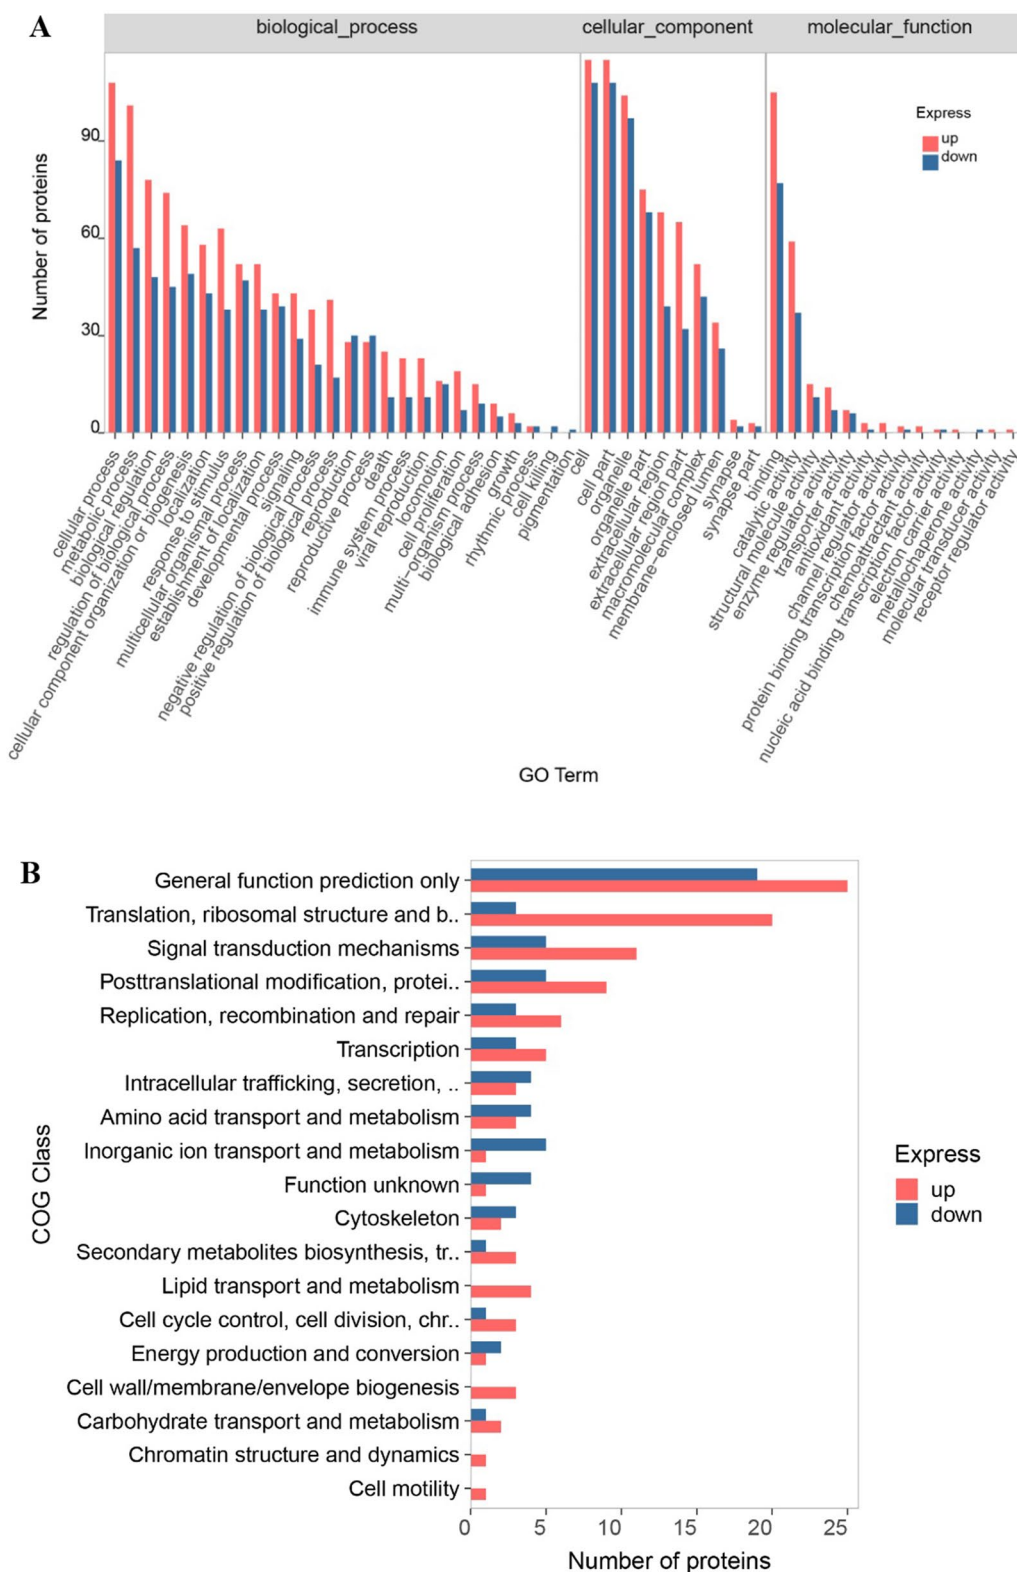 A
biological_process
cellular_component
molecular_function
Number of proteins
90
60
30
0
Express
up
down
cellular process
metabolic process
biological regulation
regulation of biological process
cellular component organization or biogenesis
localization
response to stimulus
multicellular organismal process
establishment of localization
developmental process
signaling
negative regulation of biological process
positive regulation of biological process
reproduction
reproductive process
death
immune system process
viral reproduction
locomotion
cell proliferation
multi-organism process
biological adhesion
growth
rhythmic process
cell killing
pigmentation
cell
cell part
organelle
organelle part
extracellular region
extracellular region part
macromolecular complex
membrane-enclosed lumen
synapse
synapse part
binding
catalytic activity
structural molecule activity
enzyme regulator activity
transporter activity
antioxidant activity
channel regulator activity
protein binding transcription factor activity
chemoattractant activity
nucleic acid binding transcription factor activity
electron carrier activity
metallochaperone activity
molecular transducer activity
receptor regulator activity
GO Term
B
COG Class
General function prediction only
Translation, ribosomal structure and b..
Signal transduction mechanisms
Posttranslational modification, protei..
Replication, recombination and repair
Transcription
Intracellular trafficking, secretion, ..
Amino acid transport and metabolism
Inorganic ion transport and metabolism
Function unknown
Cytoskeleton
Secondary metabolites biosynthesis, tr..
Lipid transport and metabolism
Cell cycle control, cell division, chr..
Energy production and conversion
Cell wall/membrane/envelope biogenesis
Carbohydrate transport and metabolism
Chromatin structure and dynamics
Cell motility
Express
up
down
0 5 10 15 20 25
Number of proteins